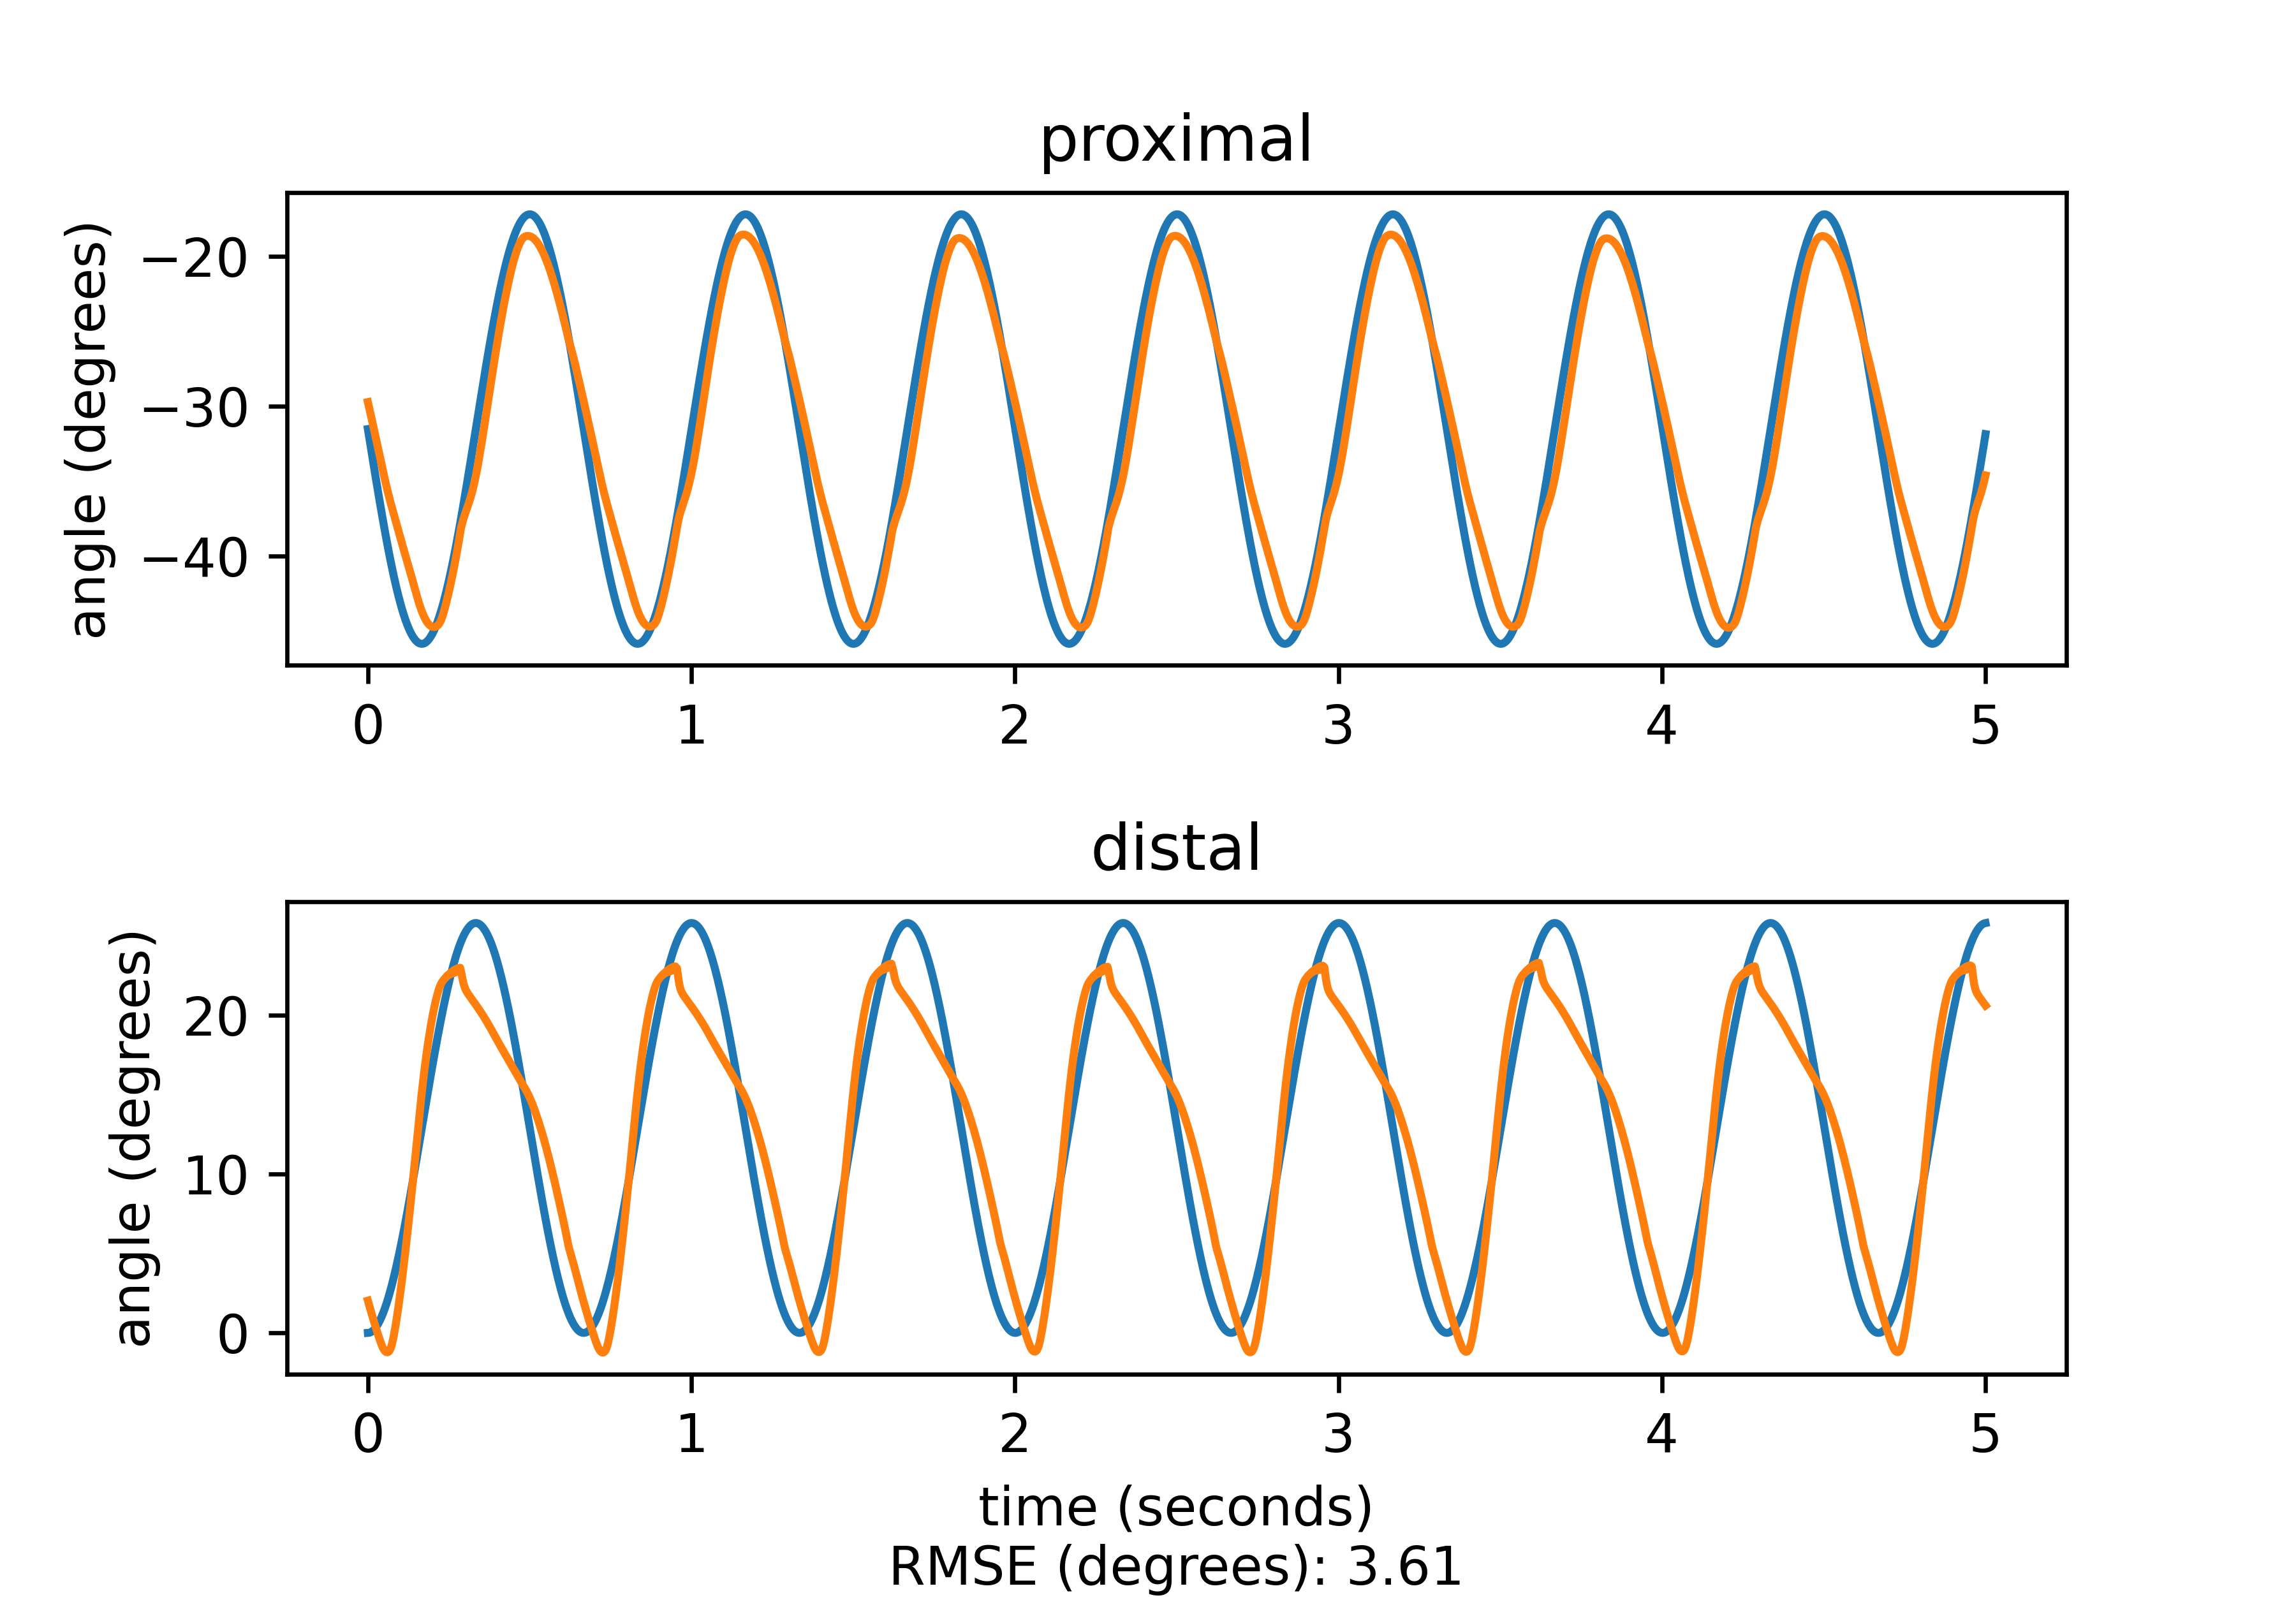 proximal
angle (degrees)
−20
−30
−40
0 1 2 3 4 5
distal
angle (degrees)
20
10
0
0 1 2 3 4 5
time (seconds)
RMSE (degrees): 3.61